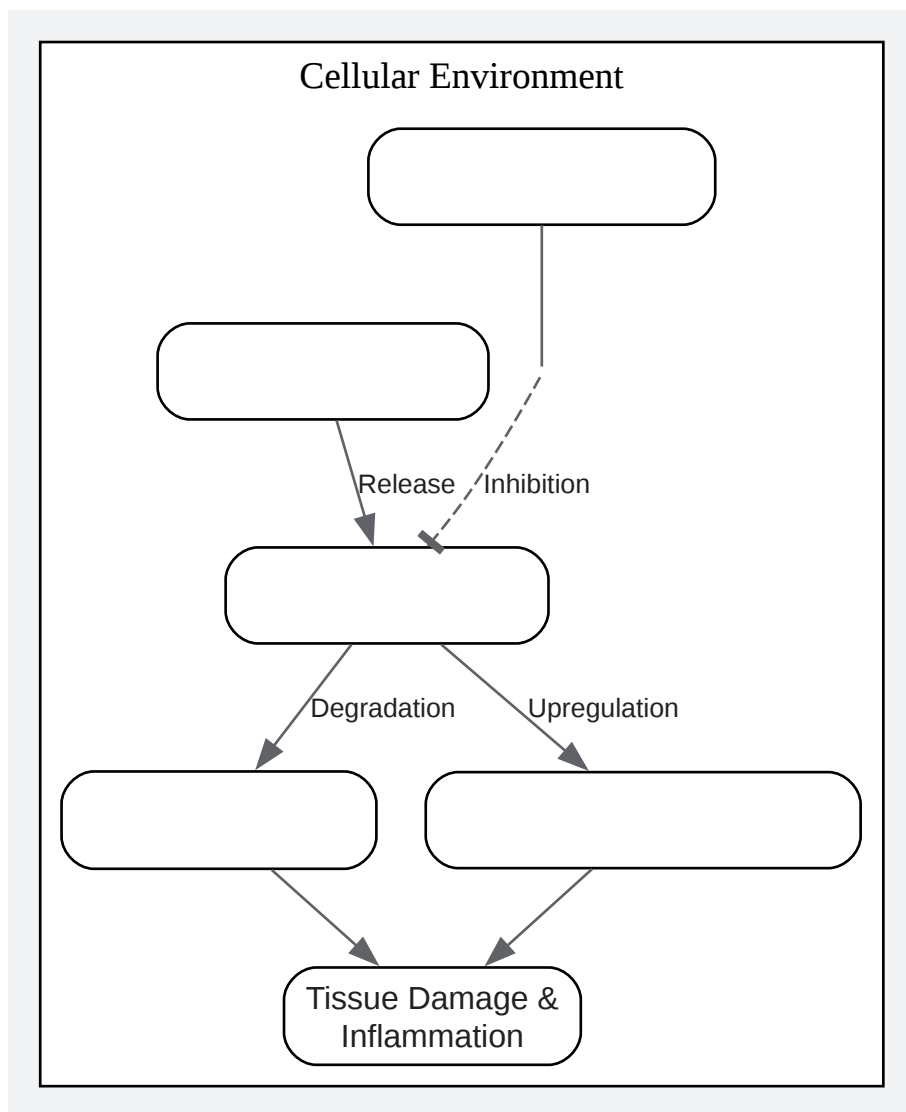 Cellular Environment
Release
Inhibition
Degradation
Upregulation
Tissue Damage &
Inflammation